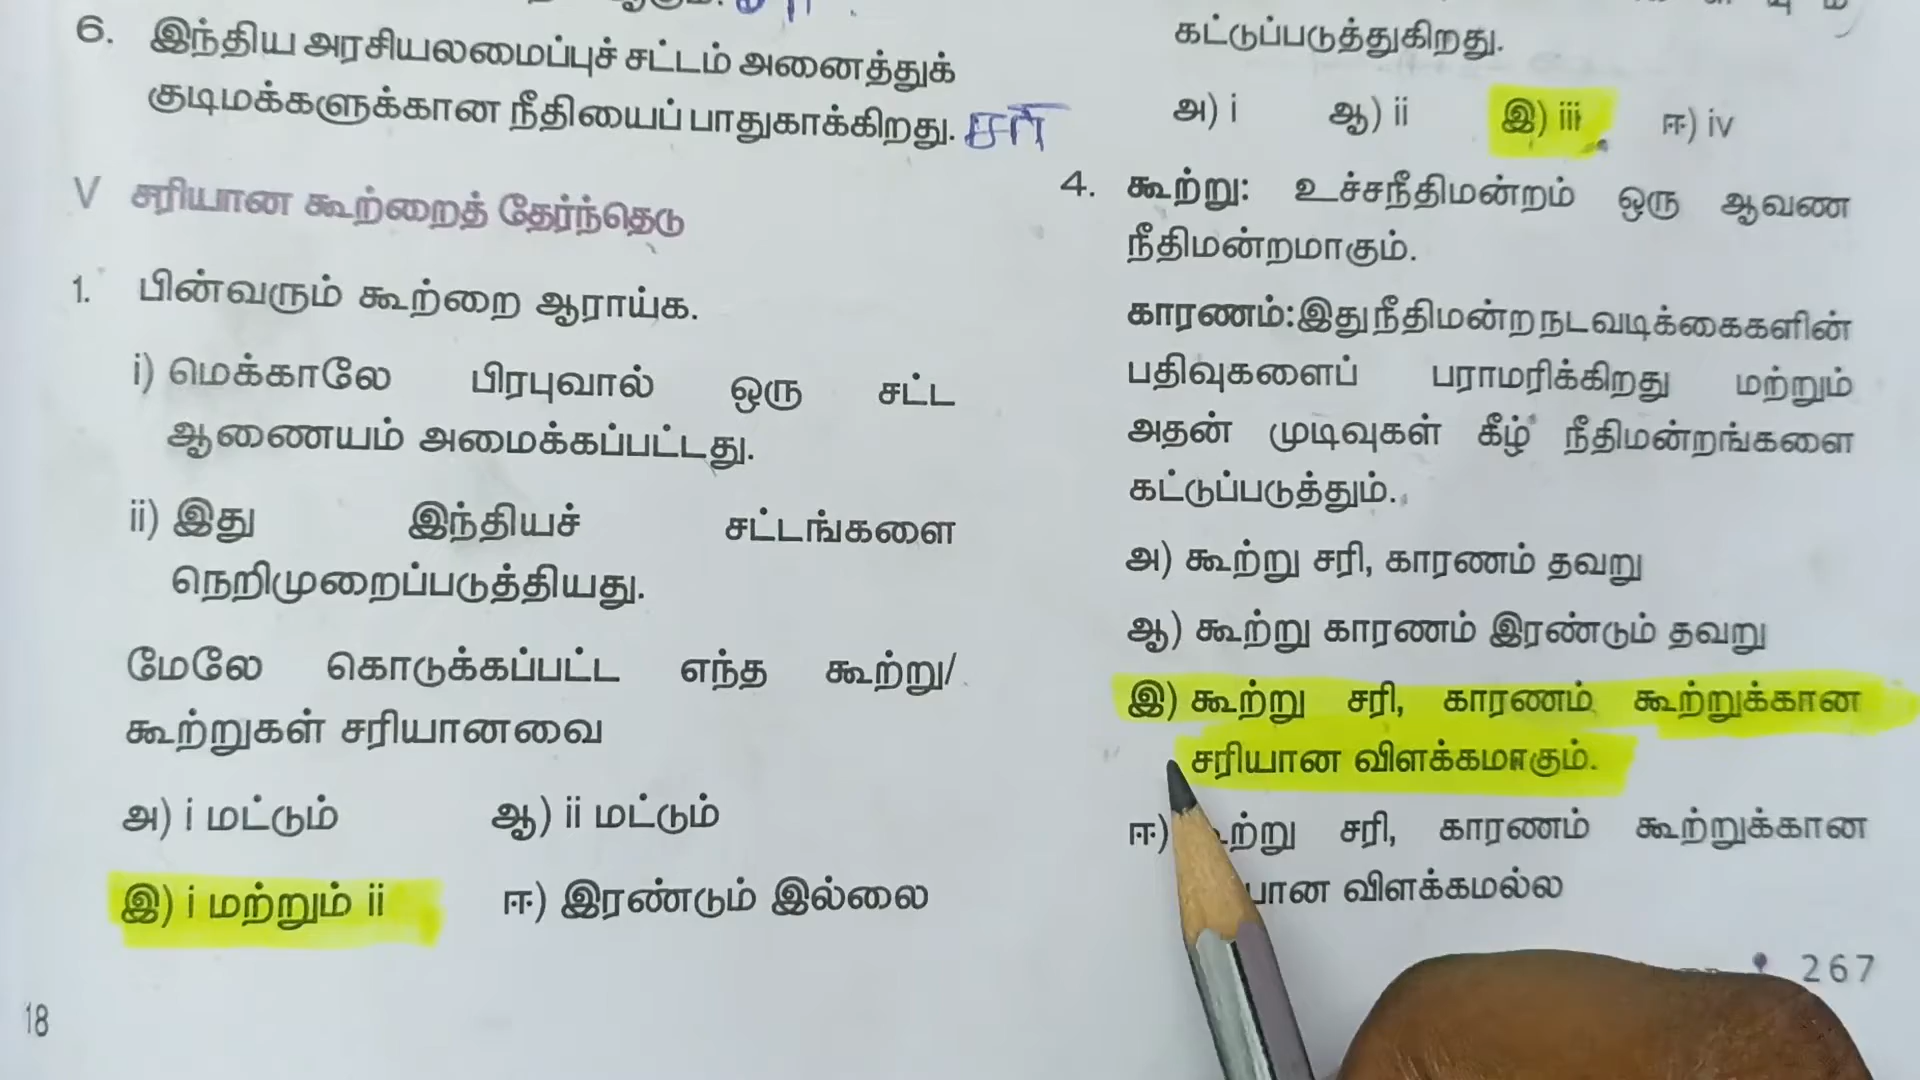 6. இந்திய அரசியலமைப்புச் சட்டம் அனைத்துக்
குடிமக்களுக்கான நீதியைப் பாதுகாக்கிறது. சரி
V சரியான கூற்றைத் தேர்ந்தெடு
1. பின்வரும் கூற்றை ஆராய்க.
i) மெக்காலே பிரபுவால் ஒரு சட்ட
ஆணையம் அமைக்கப்பட்டது.
ii) இது இந்தியச் சட்டங்களை
நெறிமுறைப்படுத்தியது.
மேலே கொடுக்கப்பட்ட எந்த கூற்று/
கூற்றுகள் சரியானவை
அ) i மட்டும் ஆ) ii மட்டும்
இ) i மற்றும் ii ஈ) இரண்டும் இல்லை
18
கட்டுப்படுத்துகிறது.
அ) i ஆ) ii இ) iii ஈ) iv
4. கூற்று: உச்சநீதிமன்றம் ஒரு ஆவண
நீதிமன்றமாகும்.
காரணம்:இது நீதிமன்ற நடவடிக்கைகளின்
பதிவுகளைப் பராமரிக்கிறது மற்றும்
அதன் முடிவுகள் கீழ் நீதிமன்றங்களை
கட்டுப்படுத்தும்.
அ) கூற்று சரி, காரணம் தவறு
ஆ) கூற்று காரணம் இரண்டும் தவறு
இ) கூற்று சரி, காரணம் கூற்றுக்கான
சரியான விளக்கமாகும்.
ஈ) சரி, காரணம் கூற்றுக்கான
விளக்கமல்ல
267